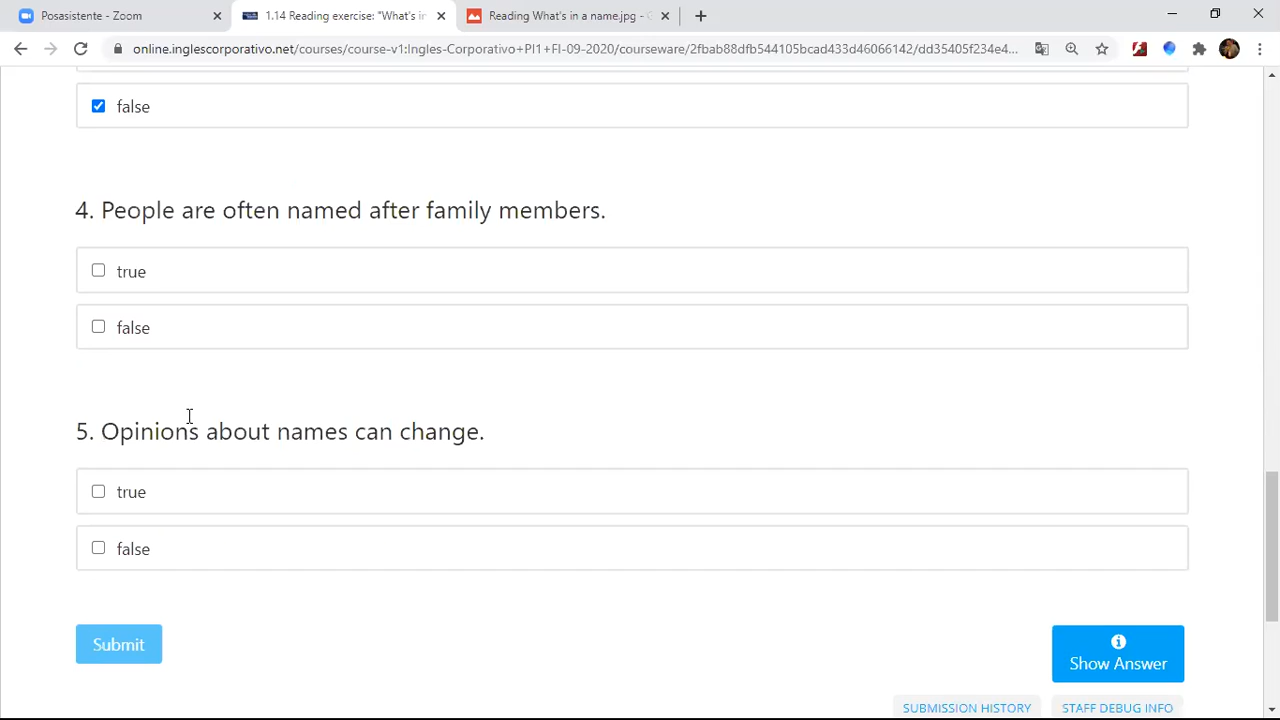 Posasistente - Zoom
1.14 Reading exercise: "What's in
Reading What's in a name.jpg - G
online.inglescorporativo.net/courses/course-v1:Ingles-Corporativo+PI1+FI-09-2020/courseware/2fbab88dfb544105bcad433d46066142/dd35405f234e4...
false
4. People are often named after family members.
true
false
5. Opinions about names can change.
true
false
Submit
Show Answer
SUBMISSION HISTORY
STAFF DEBUG INFO